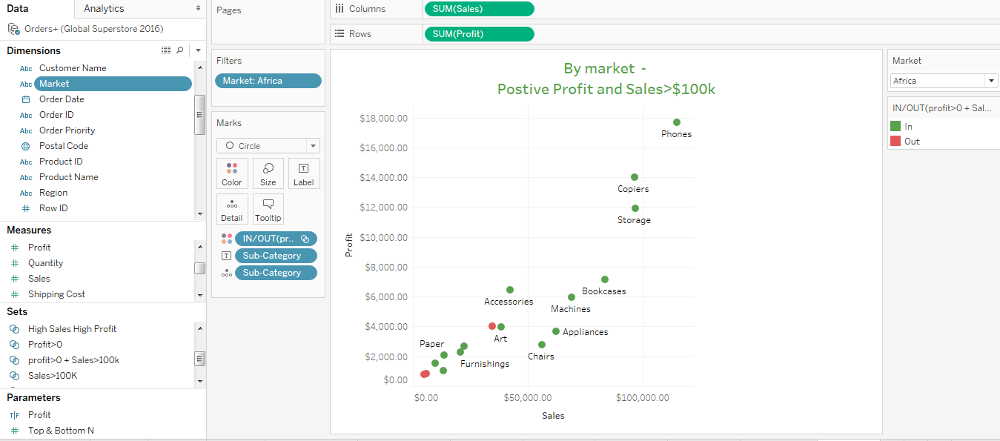 Data
Analytics
Orders+ (Global Superstore 2016)
Dimensions
Abc Customer Name
Abc Market
Order Date
Abc Order ID
Abc Order Priority
Postal Code
Abc Product ID
Abc Product Name
Abc Region
# Row ID
Measures
# Profit
# Quantity
# Sales
# Shipping Cost
Sets
High Sales High Profit
Profit>0
profit>0 + Sales>100k
Sales>100K
Parameters
T|F Profit
# Top & Bottom N
Pages
Filters
Market: Africa
Marks
Circle
Color
Size
T
Label
Detail
Tooltip
IN/OUT(pr..
T Sub-Category
Sub-Category
Columns
SUM(Sales)
Rows
SUM(Profit)
By market -
Postive Profit and Sales>$100k
$18,000.00
$16,000.00
$14,000.00
$12,000.00
$10,000.00
$8,000.00
$6,000.00
$4,000.00
$2,000.00
$0.00
Profit
Phones
Copiers
Storage
Bookcases
Accessories
Machines
Appliances
Art
Paper
Chairs
Furnishings
$0.00
$50,000.00
$100,000.00
Sales
Market
Africa
IN/OUT(profit>0 + Sal...
In
Out